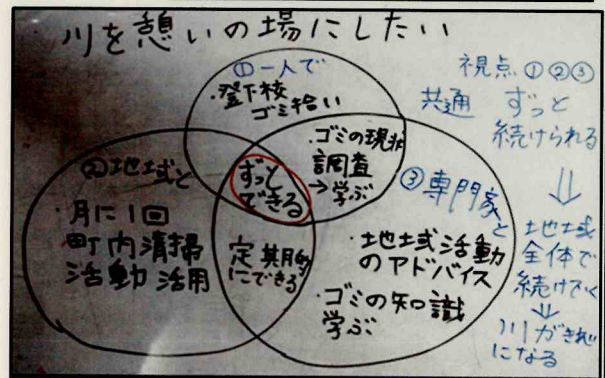 川を憩いの場にしたい
①一人で
・登下校
ゴミ拾い
・ゴミの現状
調査
→学ぶ
ずっと
できる
②地域と
・月に1回
町内清掃
活動活用
定期的
にできる
③専門家と
・地域活動
のアドバイス
・ゴミの知識
学ぶ
視点①②③
共通 ずっと
続けられる
⇓
地域
全体で
続けていく
↓
川がきれい
になる